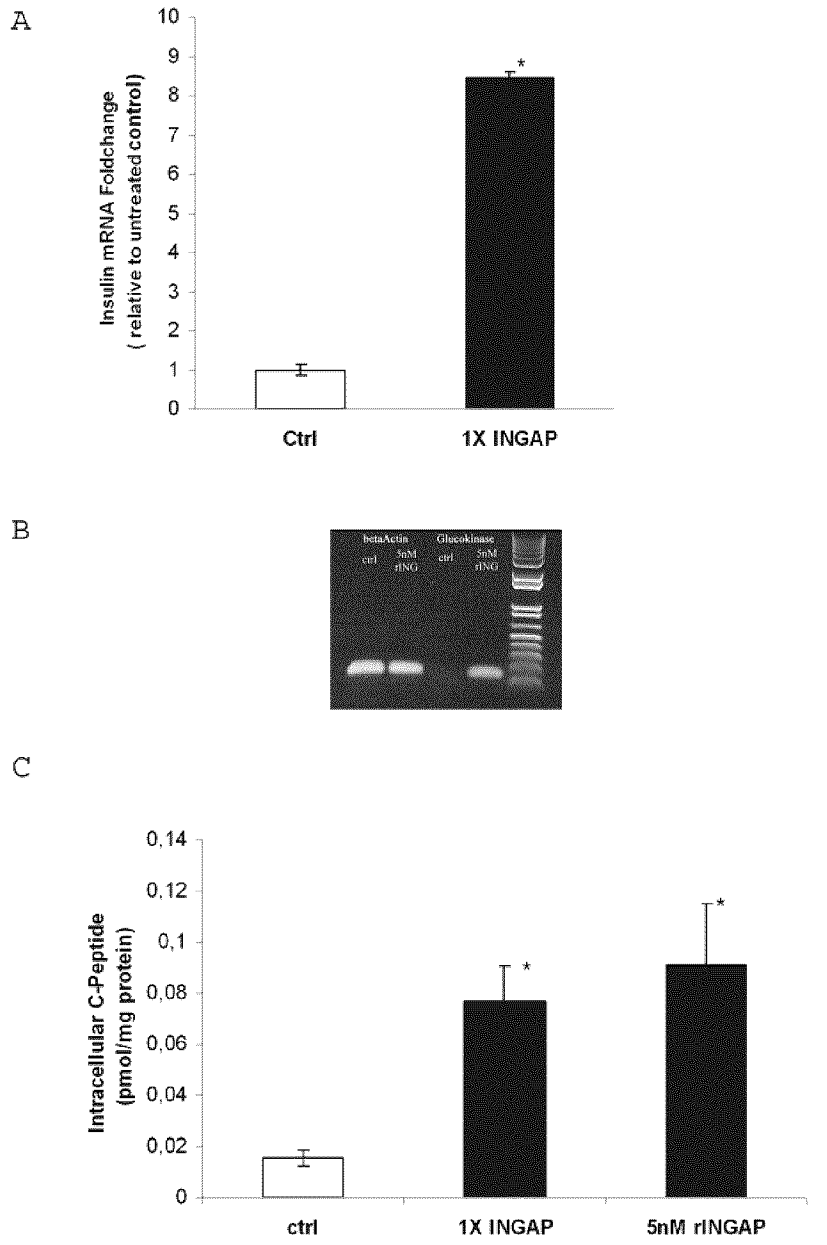 A
Insulin mRNA Foldchange
( relative to untreated control)
10
9
8
7
6
5
4
3
2
1
0
*
Ctrl
1X INGAP
B
betaActin
Glucokinase
ctrl
5nM
rING
ctrl
5nM
rING
C
Intracellular C-Peptide
(pmol/mg protein)
0,14
0,12
0,1
0,08
0,06
0,04
0,02
0
*
*
ctrl
1X INGAP
5nM rINGAP